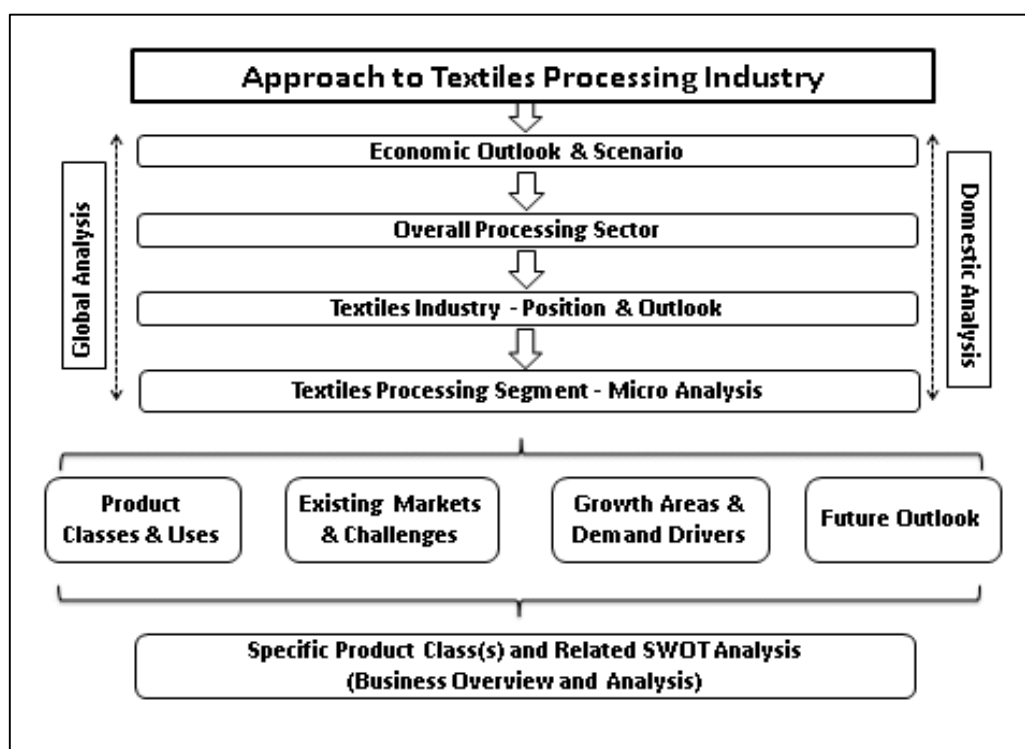 Approach to Textiles Processing Industry
Economic Outlook & Scenario
Global Analysis
Domestic Analysis
Overall Processing Sector
Textiles Industry - Position & Outlook
Textiles Processing Segment - Micro Analysis
Product
Classes & Uses
Existing Markets
& Challenges
Growth Areas &
Demand Drivers
Future Outlook
Specific Product Class(s) and Related SWOT Analysis
(Business Overview and Analysis)